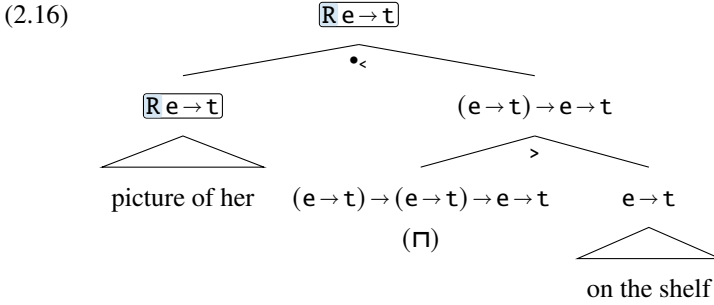 (2.16)
R e→t
•<
R e→t (e→t)→e→t
>
picture of her (e→t)→(e→t)→e→t e→t
(⊓)
on the shelf